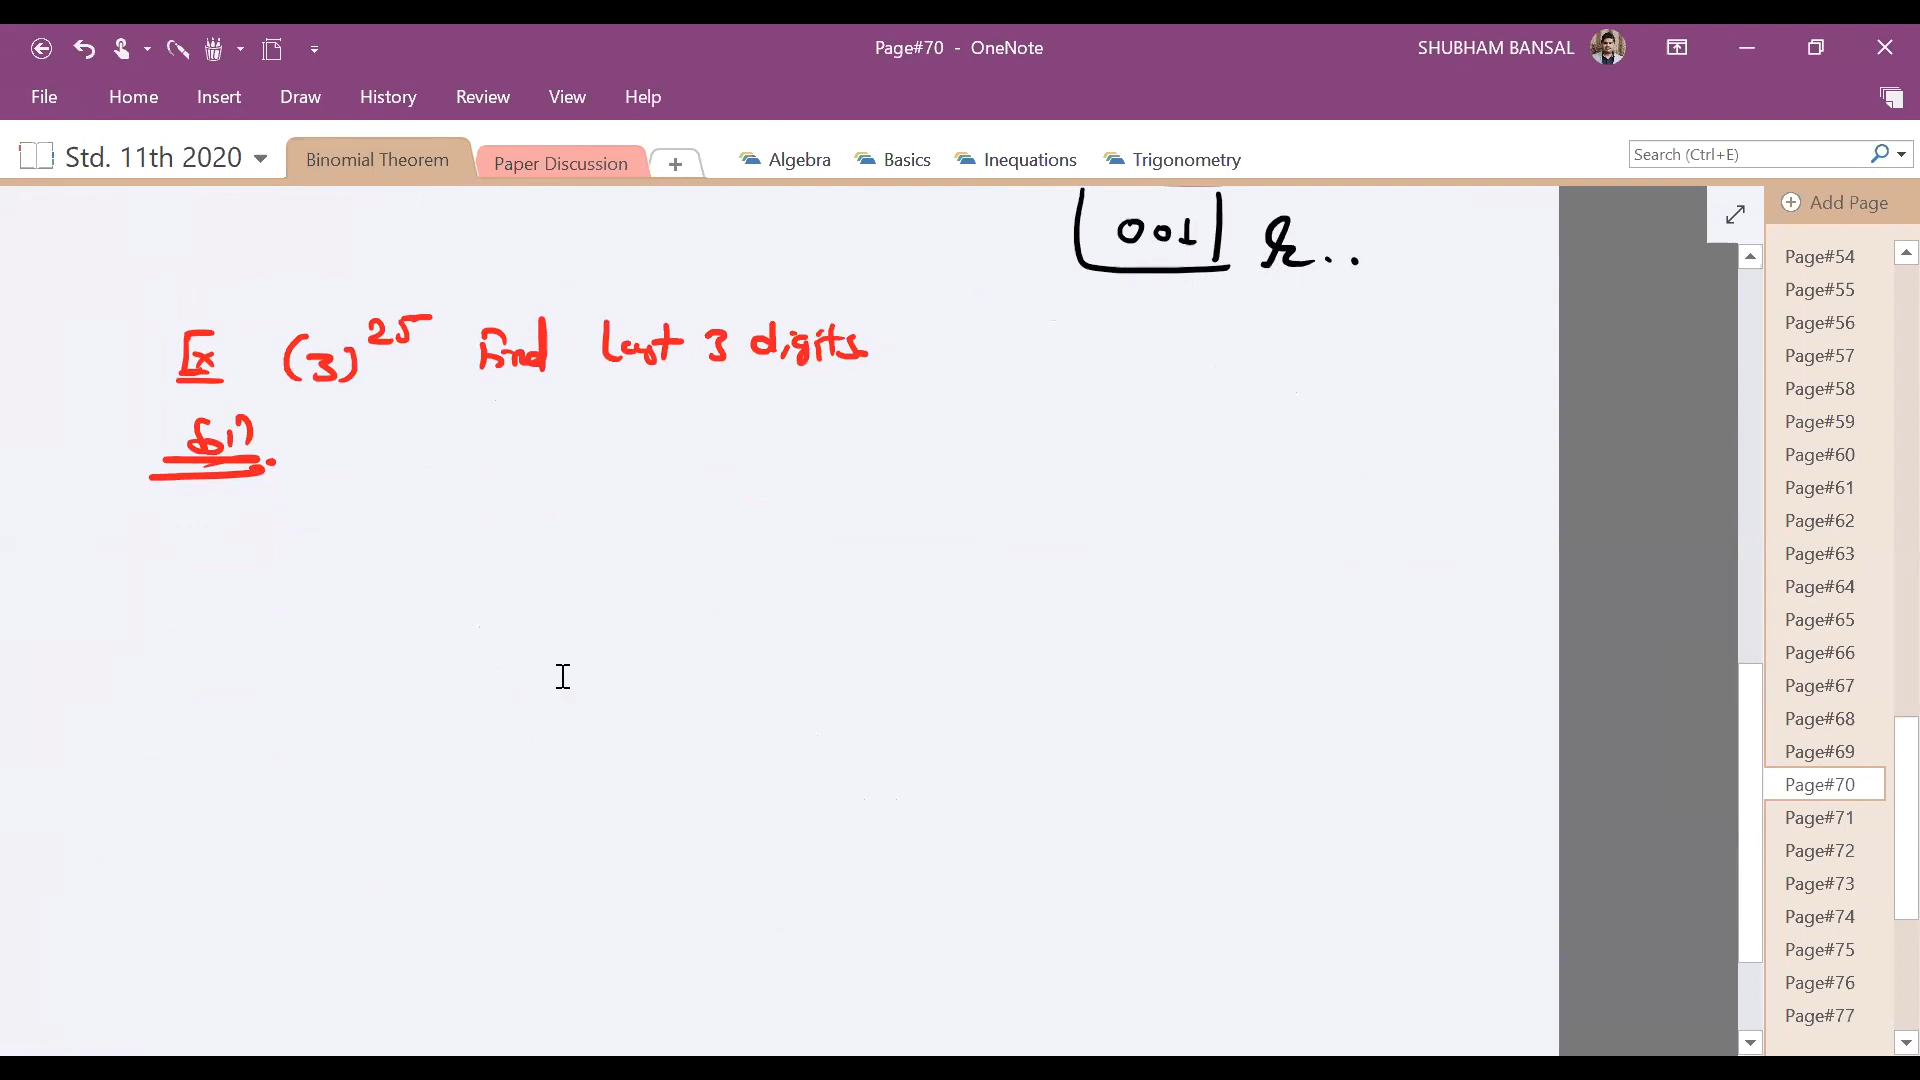 Page#70 - OneNote
SHUBHAM BANSAL
File Home Insert Draw History Review View Help
Std. 11th 2020 Binomial Theorem Paper Discussion + Algebra Basics Inequations Trigonometry Search (Ctrl+E)
Add Page
001
Ex (3)^25 Find last 3 digits
Page#54
Page#55
Page#56
Page#57
Page#58
Page#59
Page#60
Page#61
Page#62
Page#63
Page#64
Page#65
Page#66
Page#67
Page#68
Page#69
Page#70
Page#71
Page#72
Page#73
Page#74
Page#75
Page#76
Page#77